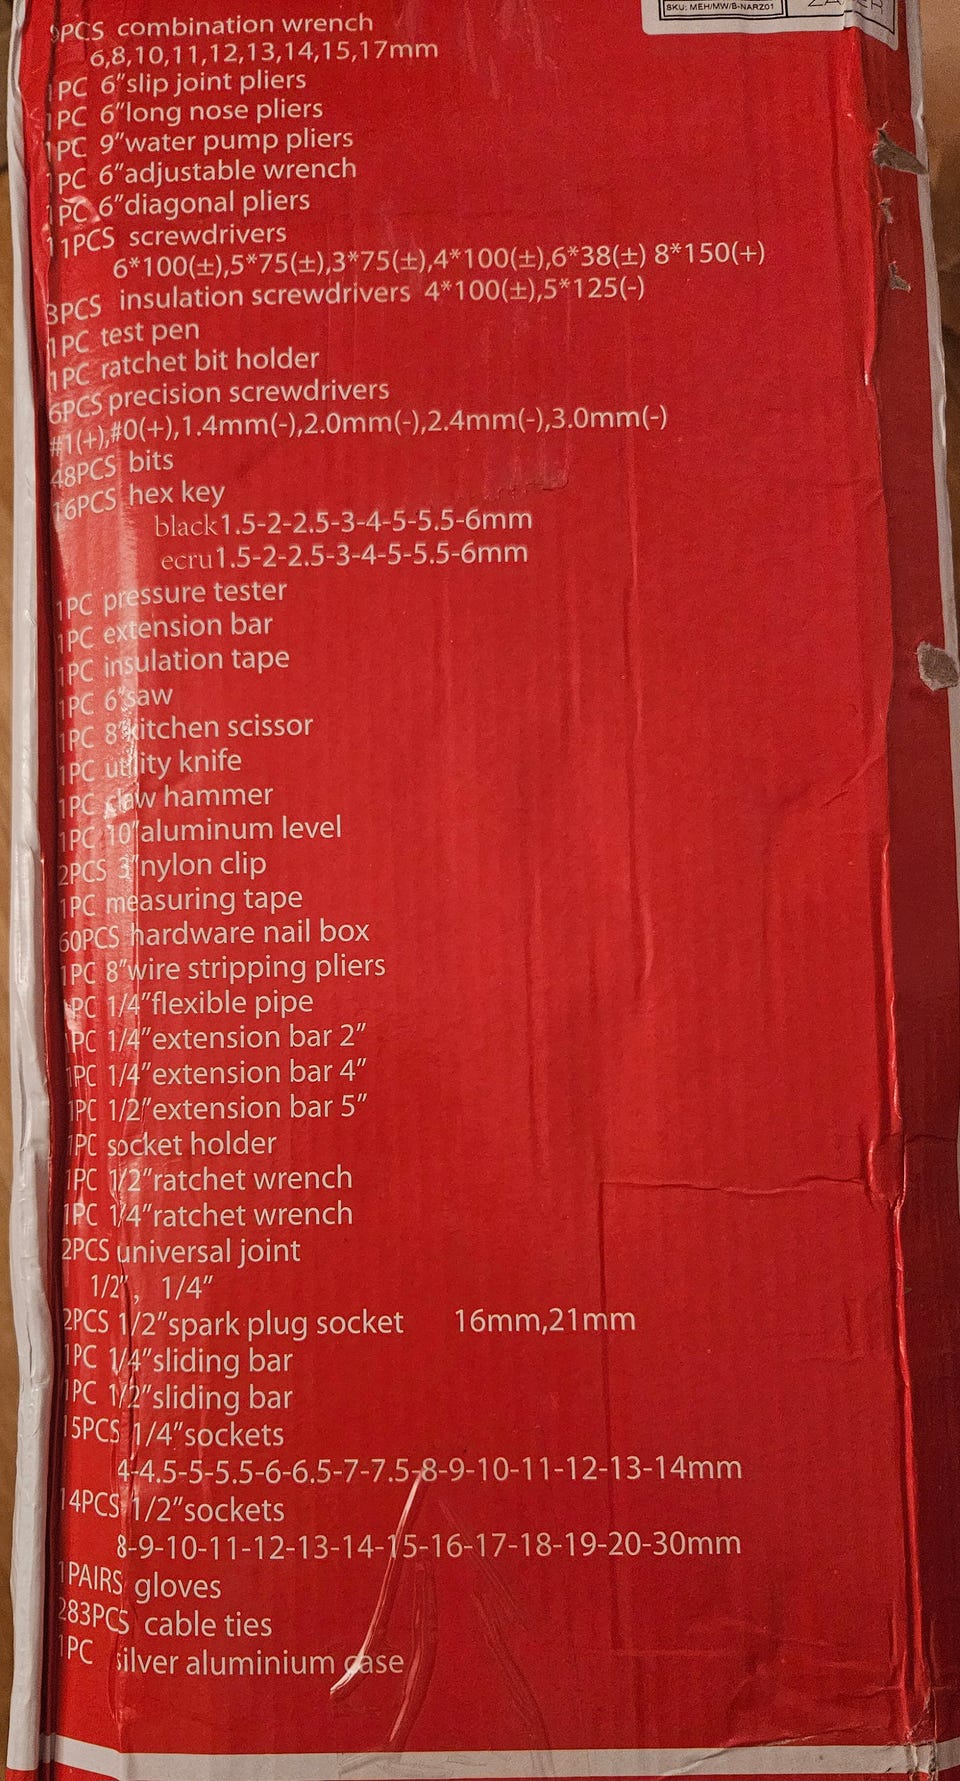 SKU: MEH/MW/B-NARZ01
9PCS combination wrench
6,8,10,11,12,13,14,15,17mm
1PC 6"slip joint pliers
1PC 6"long nose pliers
1PC 9"water pump pliers
1PC 6"adjustable wrench
1PC 6"diagonal pliers
11PCS screwdrivers
6*100(±),5*75(±),3*75(±),4*100(±),6*38(±) 8*150(+)
3PCS insulation screwdrivers 4*100(±),5*125(-)
1PC test pen
1PC ratchet bit holder
6PCS precision screwdrivers
#1(+),#0(+),1.4mm(-),2.0mm(-),2.4mm(-),3.0mm(-)
48PCS bits
16PCS hex key
black1.5-2-2.5-3-4-5-5.5-6mm
ecru1.5-2-2.5-3-4-5-5.5-6mm
1PC pressure tester
1PC extension bar
1PC insulation tape
1PC 6"saw
1PC 8"kitchen scissor
1PC utility knife
1PC claw hammer
1PC 10"aluminum level
2PCS 3"nylon clip
1PC measuring tape
60PCS hardware nail box
1PC 8"wire stripping pliers
1PC 1/4"flexible pipe
1PC 1/4"extension bar 2"
1PC 1/4"extension bar 4"
1PC 1/2"extension bar 5"
1PC socket holder
1PC 1/2"ratchet wrench
1PC 1/4"ratchet wrench
2PCS universal joint
1/2", 1/4"
2PCS 1/2"spark plug socket 16mm,21mm
1PC 1/4"sliding bar
1PC 1/2"sliding bar
15PCS 1/4"sockets
4-4.5-5-5.5-6-6.5-7-7.5-8-9-10-11-12-13-14mm
14PCS 1/2"sockets
8-9-10-11-12-13-14-15-16-17-18-19-20-30mm
1PAIRS gloves
283PCS cable ties
1PC silver aluminium case